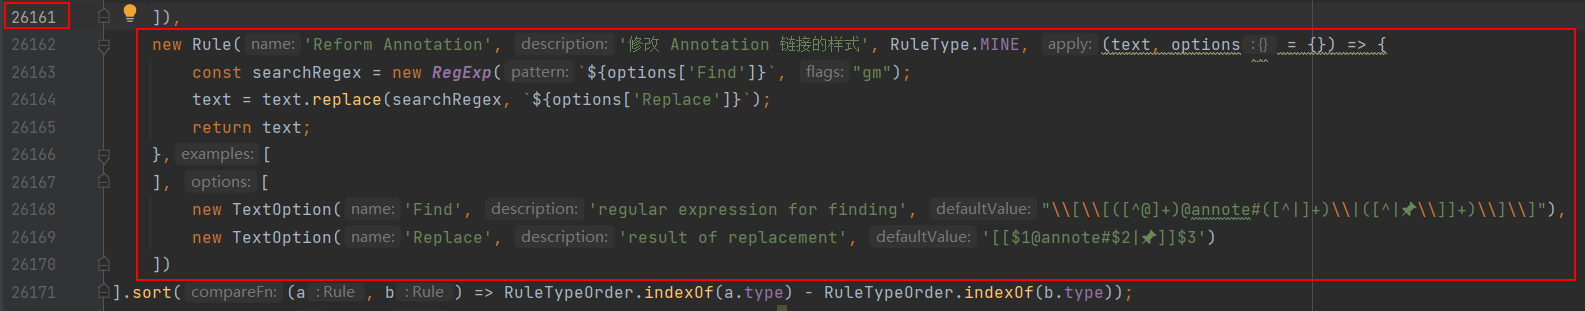 26161 ]),
26162 new Rule( name: 'Reform Annotation', description: '修改 Annotation 链接的样式', RuleType.MINE, apply: (text, options :{} = {}) => {
26163 const searchRegex = new RegExp( pattern: `${options['Find']}`, flags: "gm");
26164 text = text.replace(searchRegex, `${options['Replace']}`);
26165 return text;
26166 }, examples: [
26167 ], options: [
26168 new TextOption( name: 'Find', description: 'regular expression for finding', defaultValue: "\\[\\[([^@]+)@annote#([^|]+)\\|([^|📌\\]]+)\\]\\]"),
26169 new TextOption( name: 'Replace', description: 'result of replacement', defaultValue: '[[$1@annote#$2|📌]]$3')
26170 ])
26171 ].sort( compareFn: (a :Rule , b :Rule ) => RuleTypeOrder.indexOf(a.type) - RuleTypeOrder.indexOf(b.type));